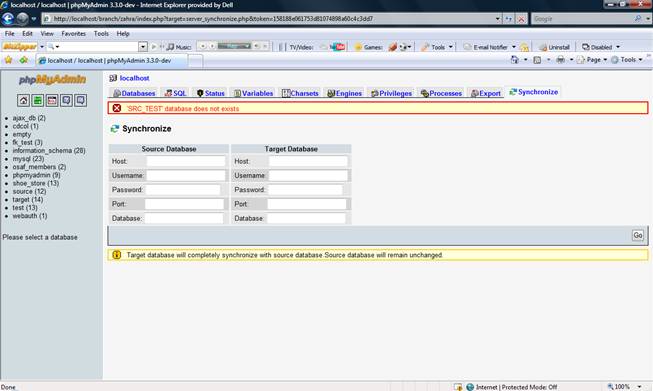 localhost / localhost | phpMyAdmin 3.3.0-dev - Internet Explorer provided by Dell
http://localhost/branch/zahra/index.php?target=server_synchronize.php&token=158188e061753d81074898a60c4c3dd7
Search
File Edit View Favorites Tools Help
Music: TV/Video: Games: Tools E-mail Notifier Uninstall Disabled
localhost / localhost | phpMyAdmin 3.3.0-dev
Page Tools
phpMyAdmin
ajax_db (2)
cdcol (1)
empty
fk_test (3)
information_schema (28)
mysql (23)
osaf_members (2)
phpmyadmin (9)
shoe_store (13)
source (12)
target (14)
test (13)
webauth (1)
Please select a database
localhost
Databases SQL Status Variables Charsets Engines Privileges Processes Export Synchronize
'SRC_TEST' database does not exists
Synchronize
Source Database Target Database
Host: Host:
Username: Username:
Password: Password:
Port: Port:
Database: Database:
Go
Target database will completely synchronize with source database.Source database will remain unchanged.
Done
Internet | Protected Mode: Off
100%